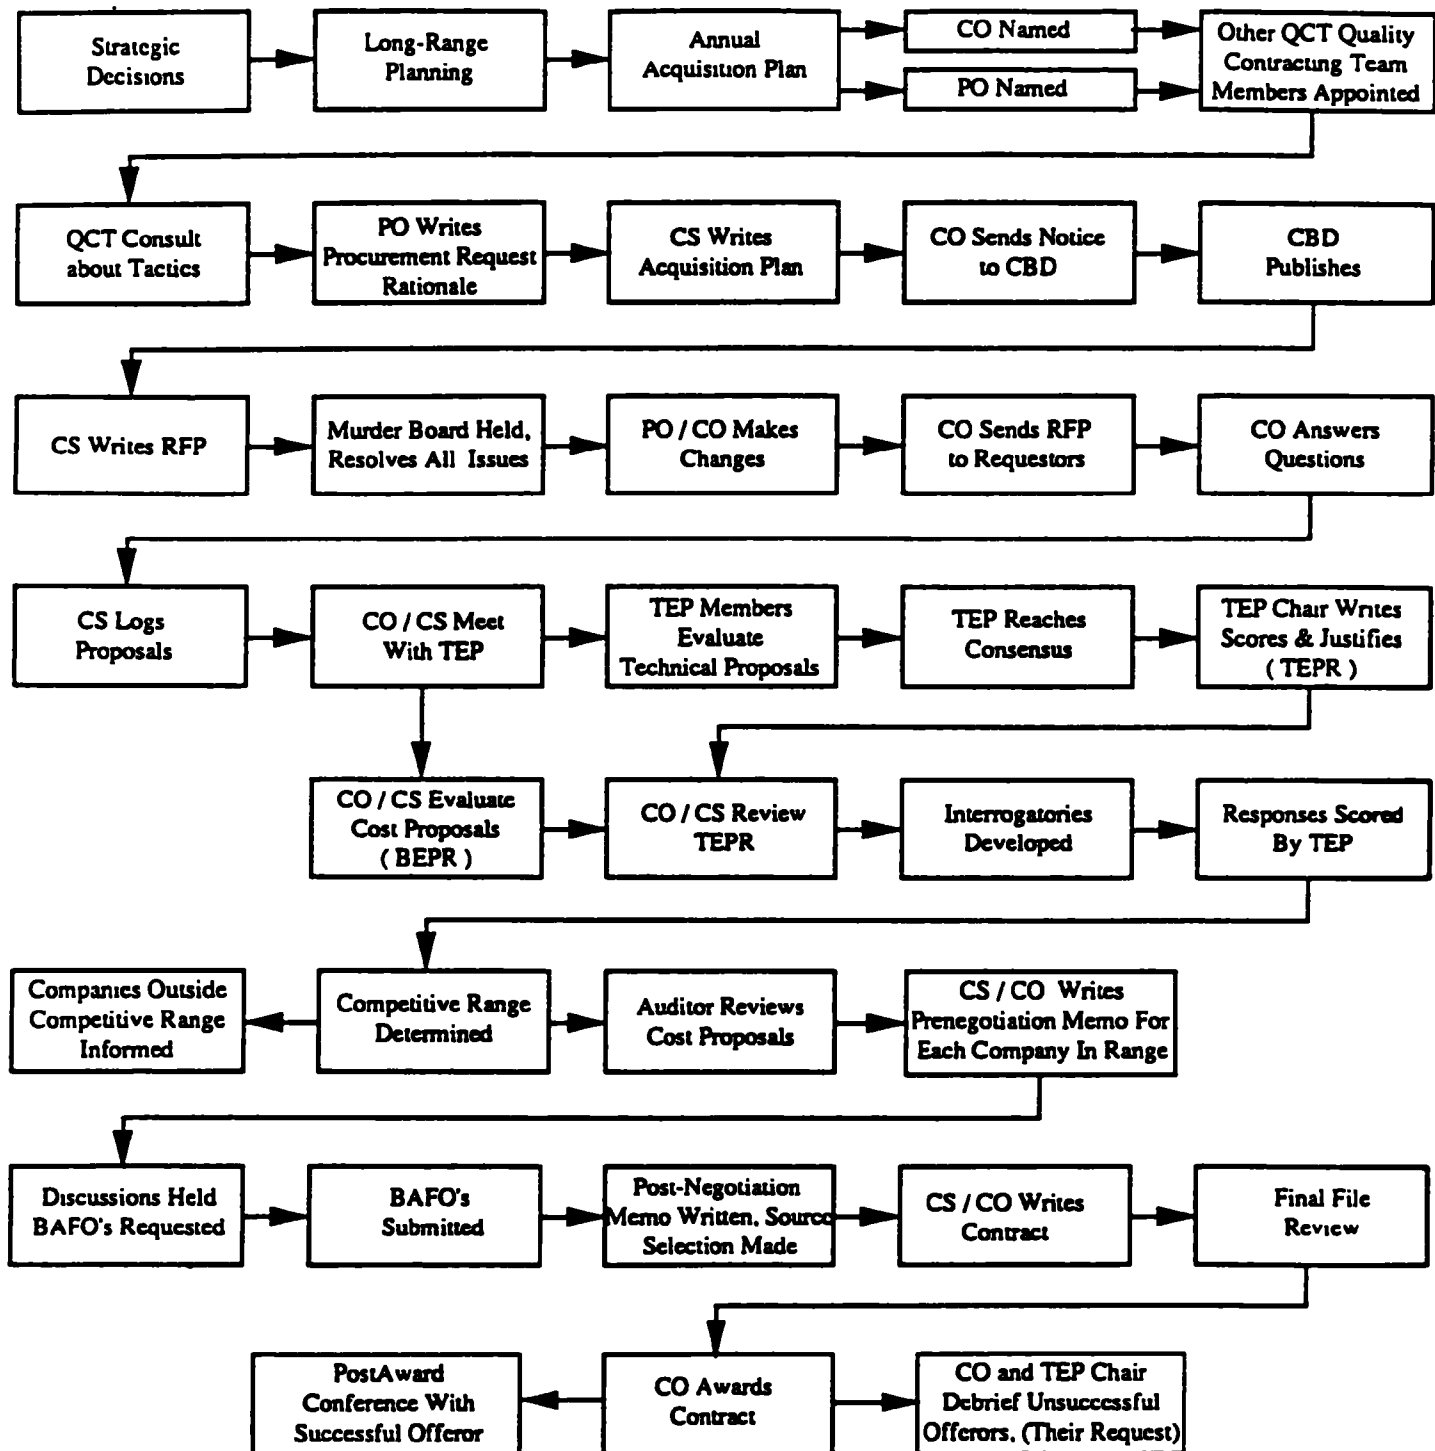 Strategic
Decisions
Long-Range
Planning
Annual
Acquisition Plan
CO Named
PO Named
Other QCT Quality
Contracting Team
Members Appointed
QCT Consult
about Tactics
PO Writes
Procurement Request
Rationale
CS Writes
Acquisition Plan
CO Sends Notice
to CBD
CBD
Publishes
CS Writes RFP
Murder Board Held,
Resolves All Issues
PO / CO Makes
Changes
CO Sends RFP
to Requestors
CO Answers
Questions
CS Logs
Proposals
CO / CS Meet
With TEP
TEP Members
Evaluate
Technical Proposals
TEP Reaches
Consensus
TEP Chair Writes
Scores & Justifies
( TEPR )
CO / CS Evaluate
Cost Proposals
( BEPR )
CO / CS Review
TEPR
Interrogatories
Developed
Responses Scored
By TEP
Companies Outside
Competitive Range
Informed
Competitive Range
Determined
Auditor Reviews
Cost Proposals
CS / CO Writes
Prenegotiation Memo For
Each Company In Range
Discussions Held
BAFO's Requested
BAFO's
Submitted
Post-Negotiation
Memo Written, Source
Selection Made
CS / CO Writes
Contract
Final File
Review
PostAward
Conference With
Successful Offeror
CO Awards
Contract
CO and TEP Chair
Debrief Unsuccessful
Offerors, (Their Request)